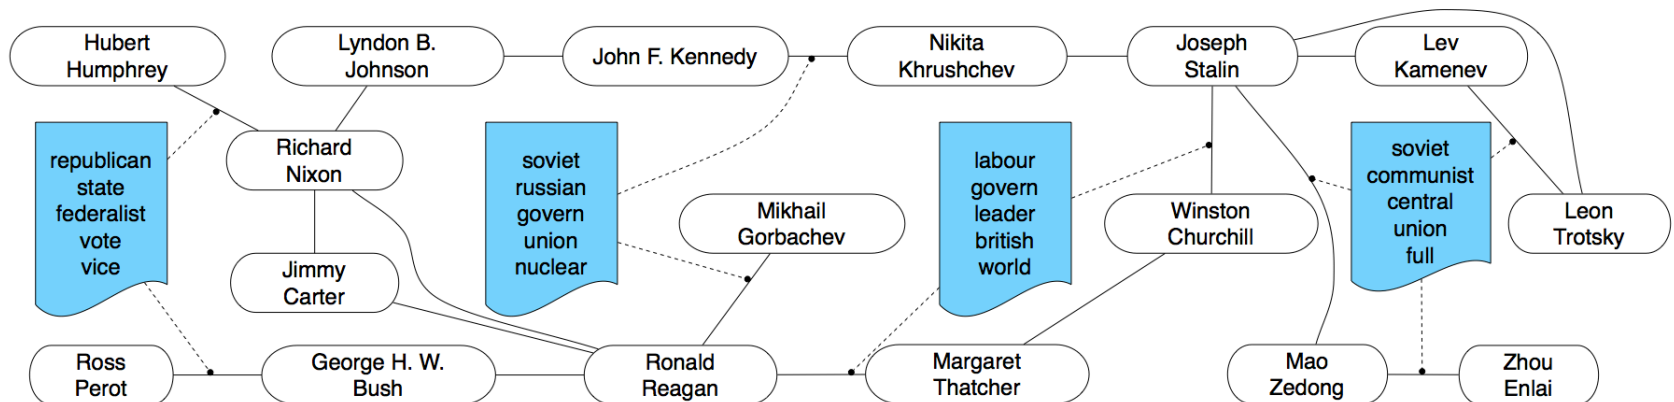 Hubert
Humphrey
Lyndon B.
Johnson
John F. Kennedy
Nikita
Khrushchev
Joseph
Stalin
Lev
Kamenev
republican
state
federalist
vote
vice
Richard
Nixon
soviet
russian
govern
union
nuclear
Mikhail
Gorbachev
labour
govern
leader
british
world
Winston
Churchill
soviet
communist
central
union
full
Leon
Trotsky
Jimmy
Carter
Ross
Perot
George H. W.
Bush
Ronald
Reagan
Margaret
Thatcher
Mao
Zedong
Zhou
Enlai